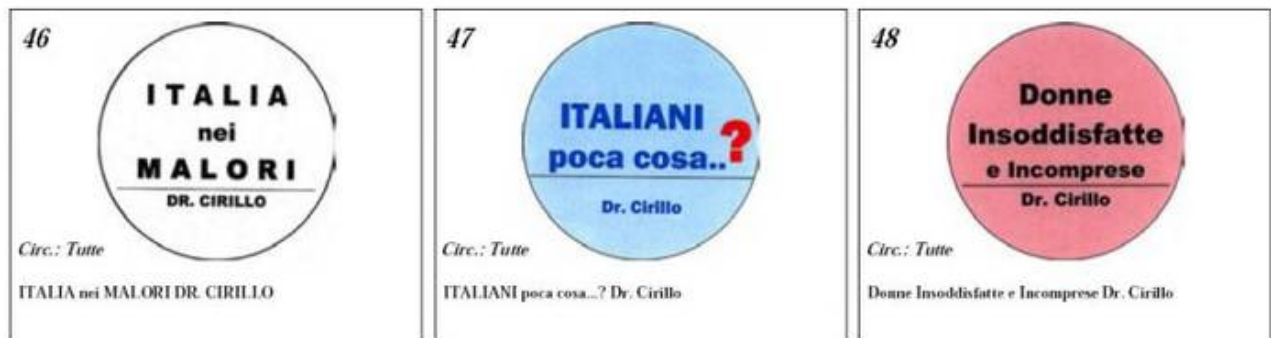 46
ITALIA
nei
MALORI
DR. CIRILLO
Circ.: Tutte
ITALIA nei MALORI DR. CIRILLO
47
ITALIANI
poca cosa..?
Dr. Cirillo
Circ.: Tutte
ITALIANI poca cosa...? Dr. Cirillo
48
Donne
Insoddisfatte
e Incomprese
Dr. Cirillo
Circ.: Tutte
Donne Insoddisfatte e Incomprese Dr. Cirillo